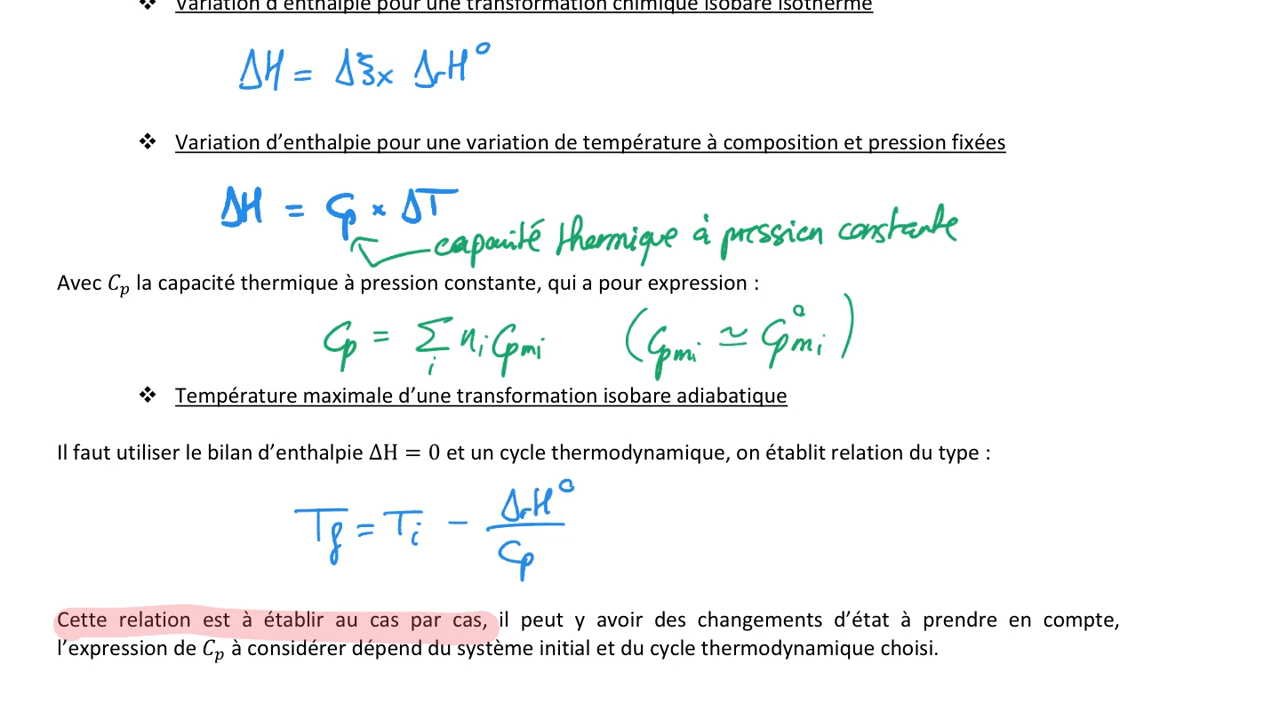 ❖ Variation d'enthalpie pour une transformation chimique isobare isotherme
ΔH = Δξ × ΔrH°
❖ Variation d'enthalpie pour une variation de température à composition et pression fixées
ΔH = Cp × ΔT
capacité thermique à pression constante
Avec Cp la capacité thermique à pression constante, qui a pour expression :
Cp = Σi ni Cpmi (Cpmi ≃ C°pmi)
❖ Température maximale d'une transformation isobare adiabatique
Il faut utiliser le bilan d'enthalpie ΔH = 0 et un cycle thermodynamique, on établit relation du type :
Tf = Ti − ΔrH° / Cp
Cette relation est à établir au cas par cas, il peut y avoir des changements d'état à prendre en compte,
l'expression de Cp à considérer dépend du système initial et du cycle thermodynamique choisi.